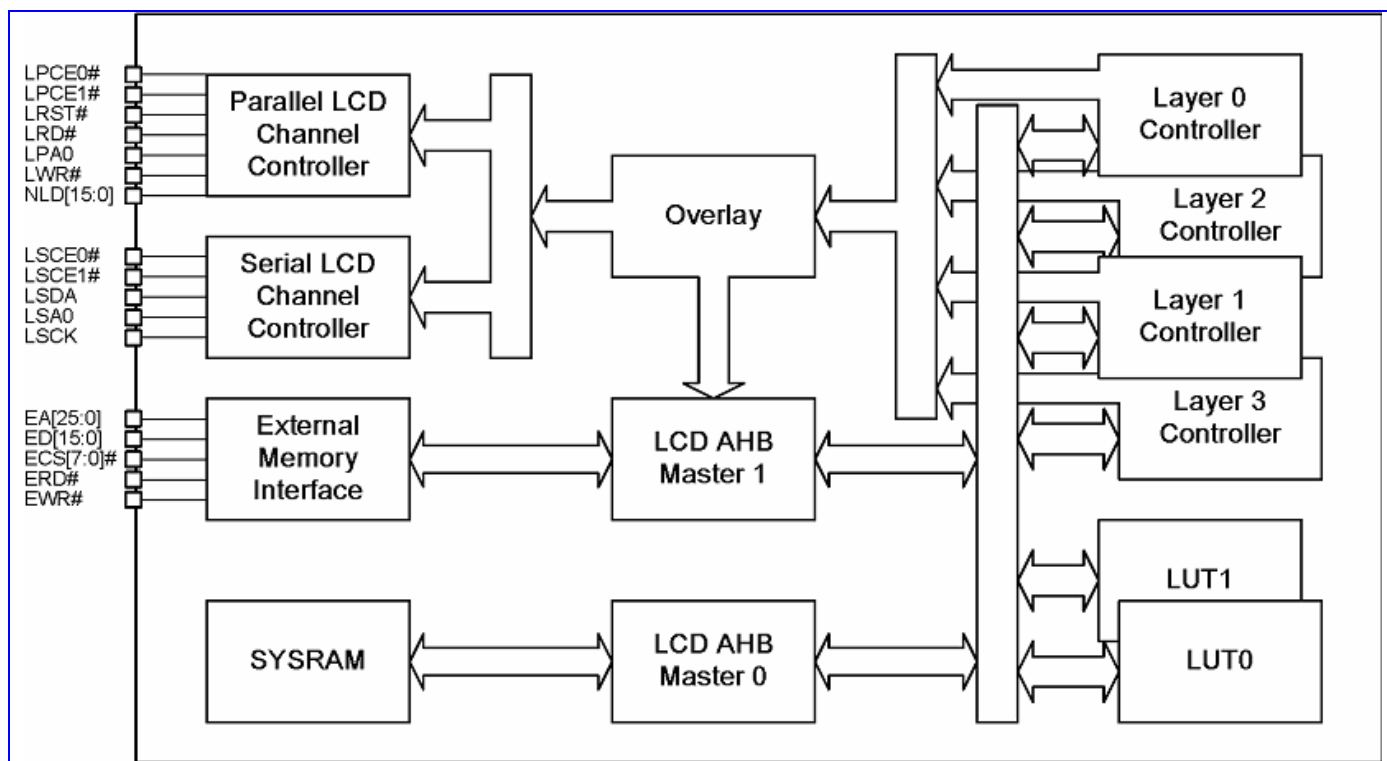 LPCE0#
LPCE1#
LRST#
LRD#
LPA0
LWR#
NLD[15:0]
Parallel LCD
Channel
Controller
LSCE0#
LSCE1#
LSDA
LSA0
LSCK
Serial LCD
Channel
Controller
EA[25:0]
ED[15:0]
ECS[7:0]#
ERD#
EWR#
External
Memory
Interface
SYSRAM
Overlay
LCD AHB
Master 1
LCD AHB
Master 0
Layer 0
Controller
Layer 2
Controller
Layer 1
Controller
Layer 3
Controller
LUT1
LUT0